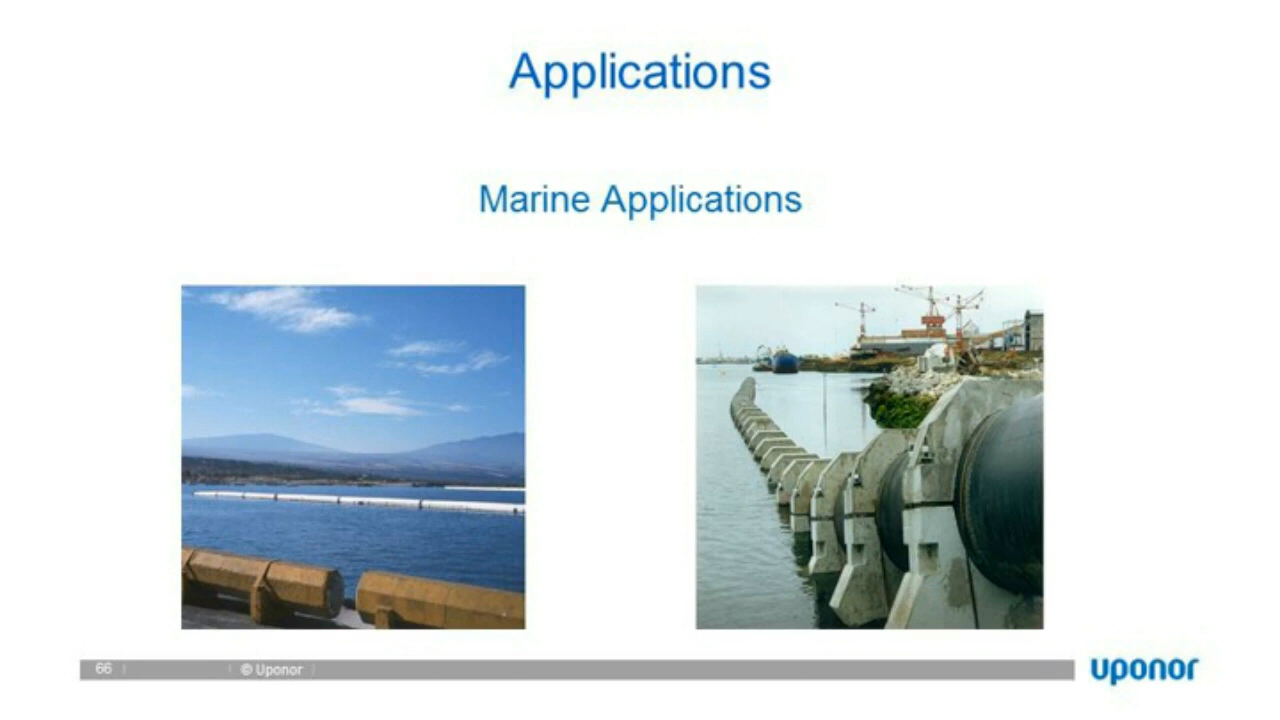 Applications
Marine Applications
66
© Uponor
uponor